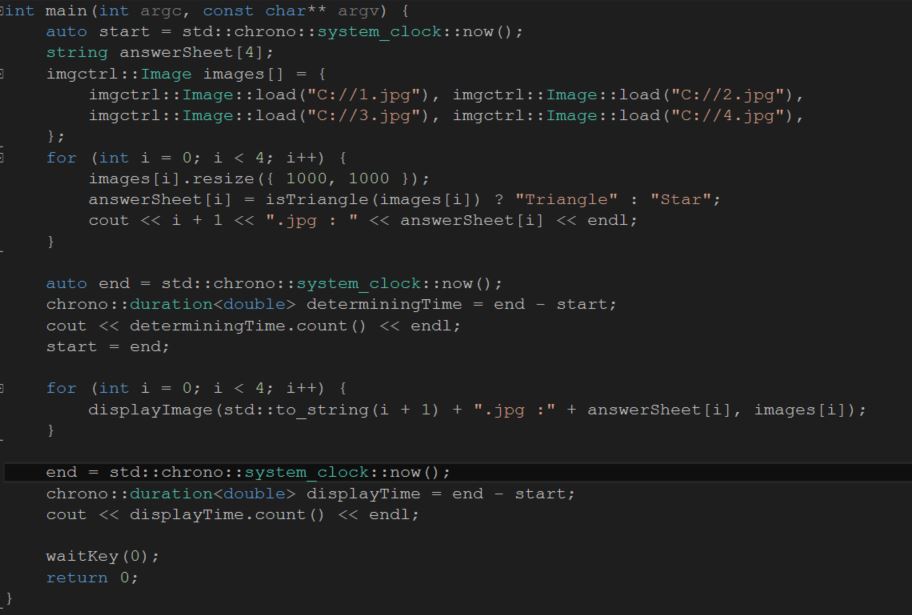 int main(int argc, const char** argv) {
    auto start = std::chrono::system_clock::now();
    string answerSheet[4];
    imgctrl::Image images[] = {
        imgctrl::Image::load("C://1.jpg"), imgctrl::Image::load("C://2.jpg"),
        imgctrl::Image::load("C://3.jpg"), imgctrl::Image::load("C://4.jpg"),
    };
    for (int i = 0; i < 4; i++) {
        images[i].resize({ 1000, 1000 });
        answerSheet[i] = isTriangle(images[i]) ? "Triangle" : "Star";
        cout << i + 1 << ".jpg : " << answerSheet[i] << endl;
    }

    auto end = std::chrono::system_clock::now();
    chrono::duration<double> determiningTime = end - start;
    cout << determiningTime.count() << endl;
    start = end;

    for (int i = 0; i < 4; i++) {
        displayImage(std::to_string(i + 1) + ".jpg :" + answerSheet[i], images[i]);
    }

    end = std::chrono::system_clock::now();
    chrono::duration<double> displayTime = end - start;
    cout << displayTime.count() << endl;

    waitKey(0);
    return 0;
}